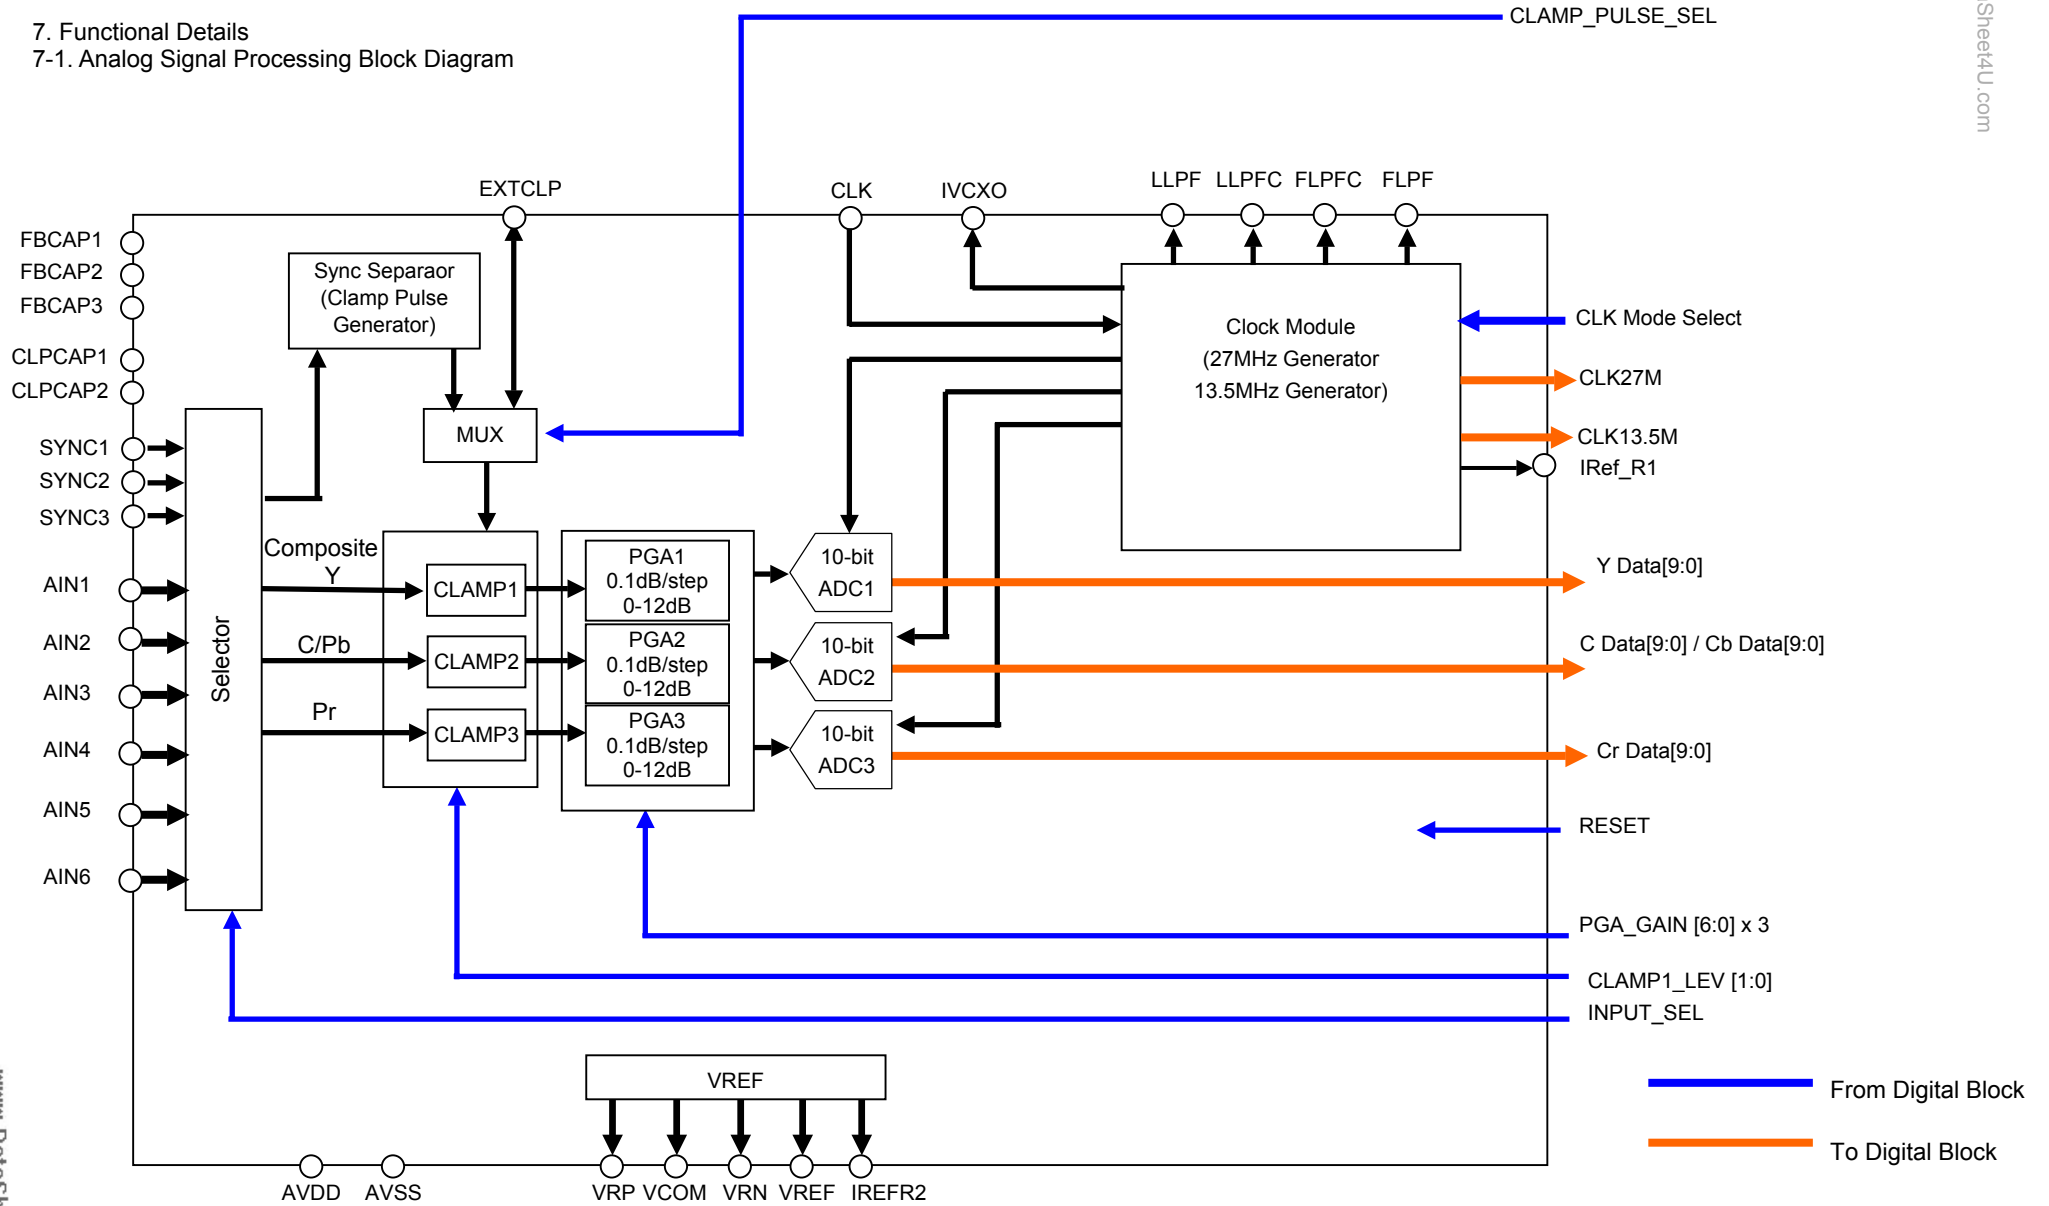 7. Functional Details
7-1. Analog Signal Processing Block Diagram
CLAMP_PULSE_SEL
Sheet4U.com
EXTCLP
CLK
IVCXO
LLPF
LLPFC
FLPFC
FLPF
FBCAP1
FBCAP2
FBCAP3
CLPCAP1
CLPCAP2
SYNC1
SYNC2
SYNC3
AIN1
AIN2
AIN3
AIN4
AIN5
AIN6
Sync Separaor
(Clamp Pulse
Generator)
MUX
Selector
Composite
Y
C/Pb
Pr
CLAMP1
CLAMP2
CLAMP3
PGA1
0.1dB/step
0-12dB
PGA2
0.1dB/step
0-12dB
PGA3
0.1dB/step
0-12dB
10-bit
ADC1
10-bit
ADC2
10-bit
ADC3
Clock Module
(27MHz Generator
13.5MHz Generator)
CLK Mode Select
CLK27M
CLK13.5M
IRef_R1
Y Data[9:0]
C Data[9:0] / Cb Data[9:0]
Cr Data[9:0]
RESET
PGA_GAIN [6:0] x 3
CLAMP1_LEV [1:0]
INPUT_SEL
VREF
AVDD
AVSS
VRP
VCOM
VRN
VREF
IREFR2
From Digital Block
To Digital Block